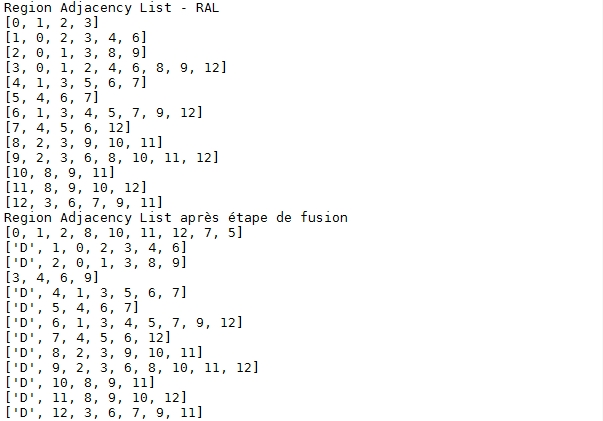 Region Adjacency List - RAL
[0, 1, 2, 3]
[1, 0, 2, 3, 4, 6]
[2, 0, 1, 3, 8, 9]
[3, 0, 1, 2, 4, 6, 8, 9, 12]
[4, 1, 3, 5, 6, 7]
[5, 4, 6, 7]
[6, 1, 3, 4, 5, 7, 9, 12]
[7, 4, 5, 6, 12]
[8, 2, 3, 9, 10, 11]
[9, 2, 3, 6, 8, 10, 11, 12]
[10, 8, 9, 11]
[11, 8, 9, 10, 12]
[12, 3, 6, 7, 9, 11]
Region Adjacency List après étape de fusion
[0, 1, 2, 8, 10, 11, 12, 7, 5]
['D', 1, 0, 2, 3, 4, 6]
['D', 2, 0, 1, 3, 8, 9]
[3, 4, 6, 9]
['D', 4, 1, 3, 5, 6, 7]
['D', 5, 4, 6, 7]
['D', 6, 1, 3, 4, 5, 7, 9, 12]
['D', 7, 4, 5, 6, 12]
['D', 8, 2, 3, 9, 10, 11]
['D', 9, 2, 3, 6, 8, 10, 11, 12]
['D', 10, 8, 9, 11]
['D', 11, 8, 9, 10, 12]
['D', 12, 3, 6, 7, 9, 11]